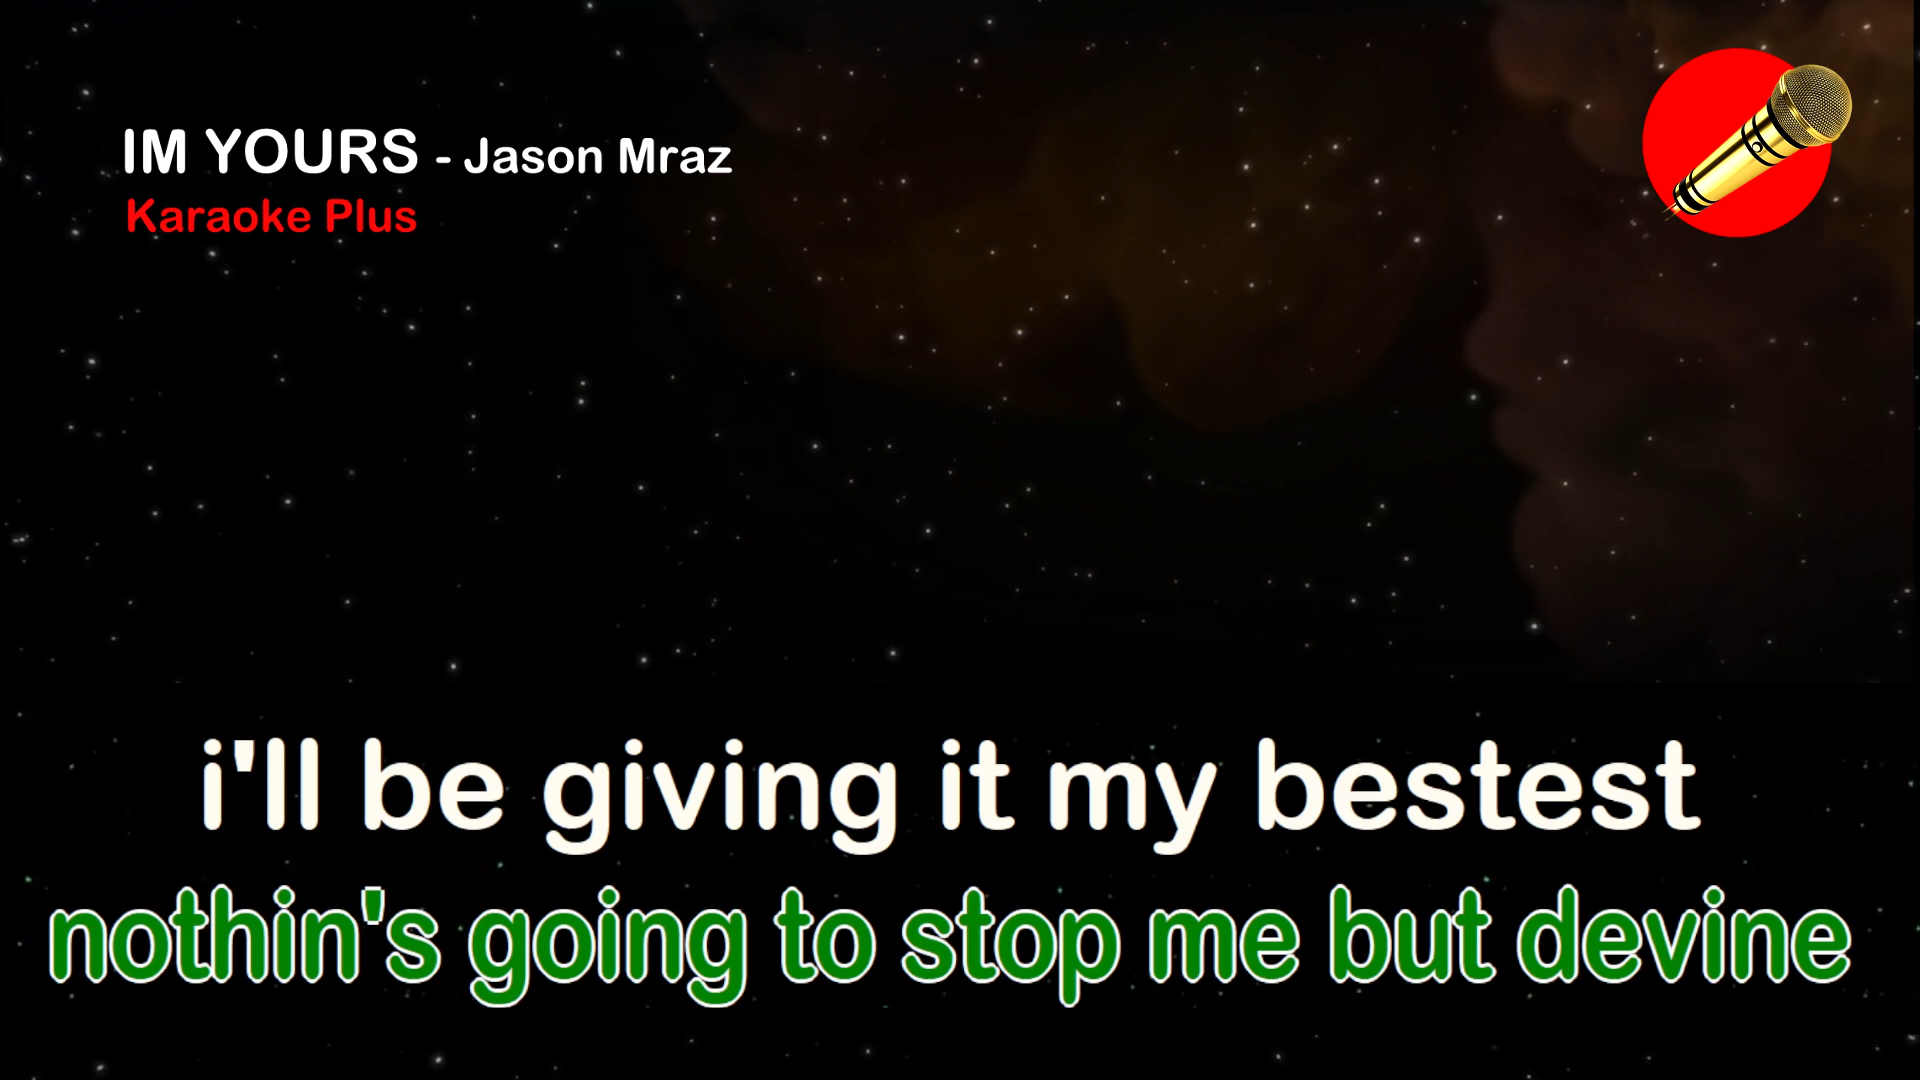 IM YOURS - Jason Mraz
Karaoke Plus
i'll be giving it my bestest
nothin's going to stop me but devine